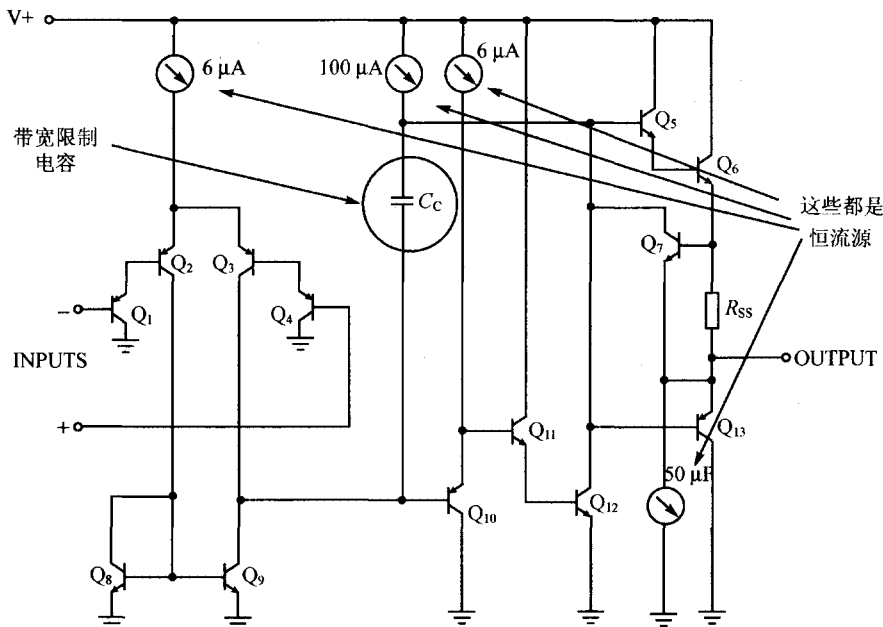 V+
6 μA
100 μA
6 μA
Q5
Q6
带宽限制
电容
CC
这些都是
恒流源
Q2
Q3
Q7
Q1
Q4
RSS
−
INPUTS
OUTPUT
+
Q11
Q13
50 μF
Q10
Q12
Q8
Q9